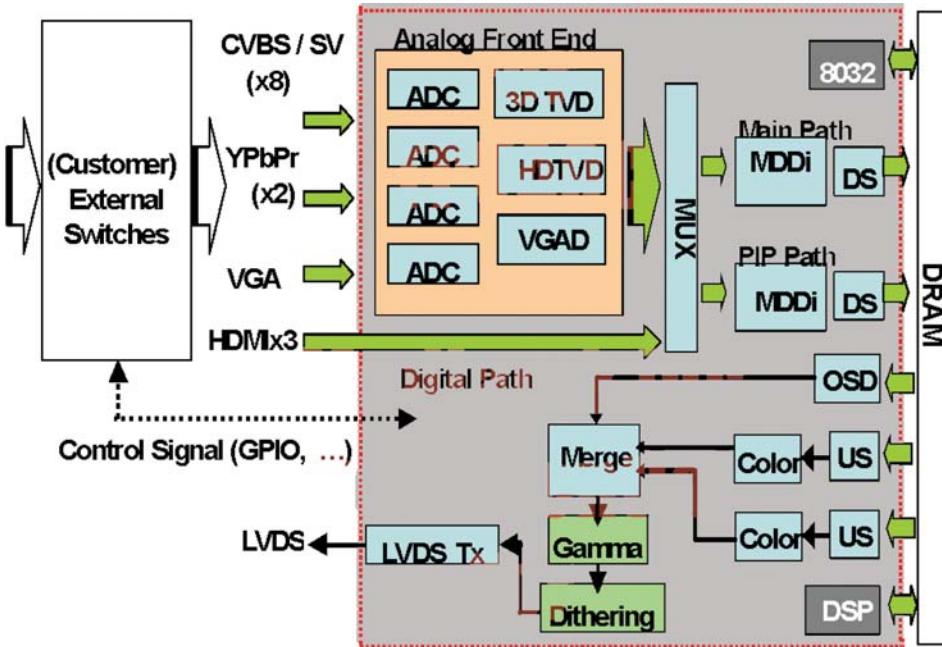 CVBS / SV
(x8)
YPbPr
(x2)
VGA
HDMIx3
(Customer)
External
Switches
Control Signal (GPIO, ...)
Analog Front End
ADC
ADC
ADC
ADC
3D TVD
HDTVD
VGAD
MUX
Main Path
MDDi
DS
PIP Path
MDDi
DS
8032
DRAM
Digital Path
OSD
Merge
Color
US
Color
US
Gamma
Dithering
LVDS Tx
LVDS
DSP